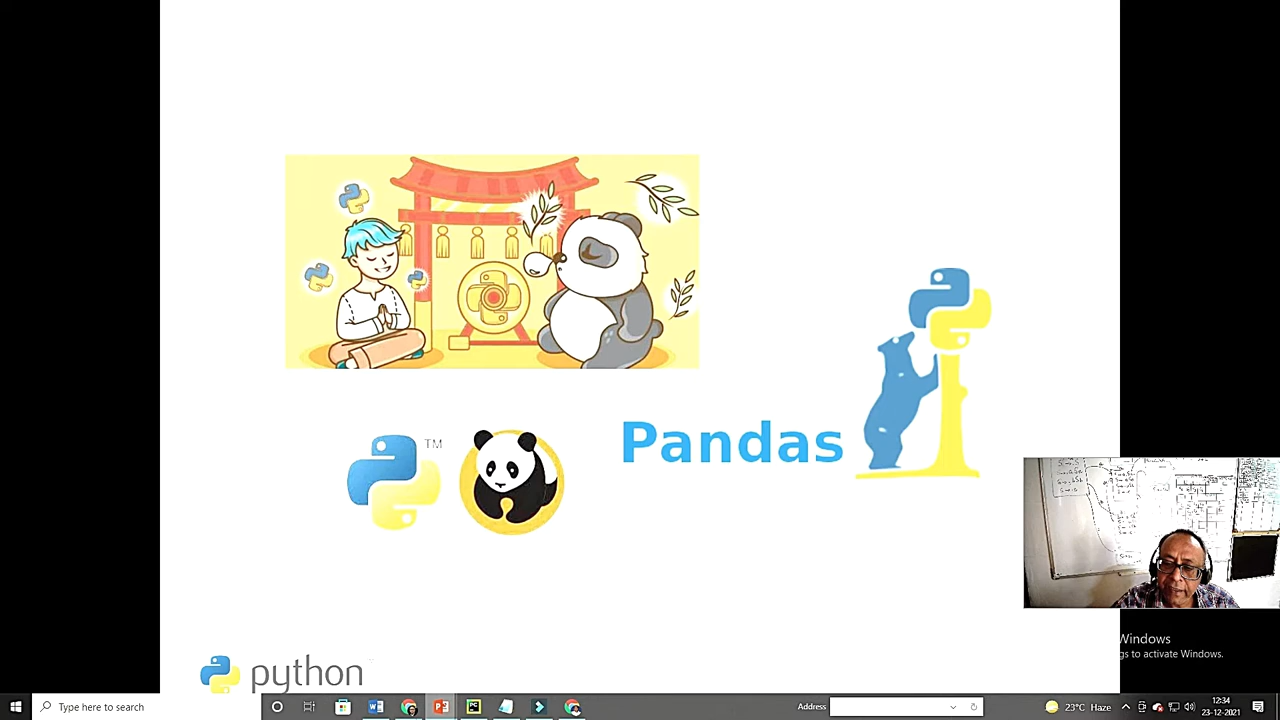 TM
Pandas
python
Windows
gs to activate Windows.
Type here to search
Address
23°C Haze
12:34
23-12-2021